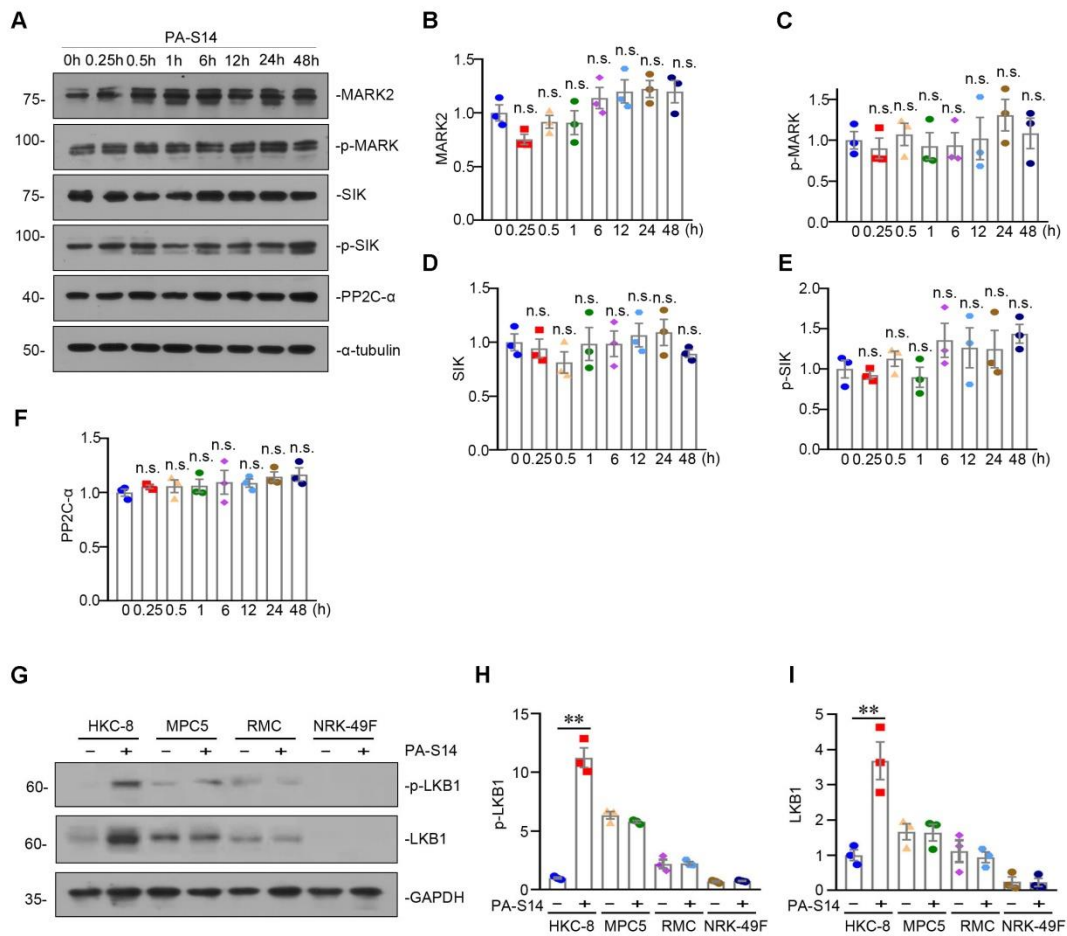 A
PA-S14
0h 0.25h 0.5h 1h 6h 12h 24h 48h
75-
-MARK2
100-
-p-MARK
75-
-SIK
100-
-p-SIK
40-
-PP2C-α
50-
-α-tubulin
B
MARK2
1.5
1.0
0.5
0.0
n.s. n.s. n.s. n.s. n.s. n.s. n.s.
0 0.25 0.5 1 6 12 24 48 (h)
C
p-MARK
2.0
1.5
1.0
0.5
0.0
n.s. n.s. n.s. n.s. n.s. n.s. n.s.
0 0.25 0.5 1 6 12 24 48 (h)
D
SIK
1.5
1.0
0.5
0.0
n.s. n.s. n.s. n.s. n.s. n.s. n.s.
0 0.25 0.5 1 6 12 24 48 (h)
E
p-SIK
2.0
1.5
1.0
0.5
0.0
n.s. n.s. n.s. n.s. n.s. n.s. n.s.
0 0.25 0.5 1 6 12 24 48 (h)
F
PP2C-α
1.5
1.0
0.5
0.0
n.s. n.s. n.s. n.s. n.s. n.s. n.s.
0 0.25 0.5 1 6 12 24 48 (h)
G
HKC-8 MPC5 RMC NRK-49F
– + – + – + – + PA-S14
60-
-p-LKB1
60-
-LKB1
35-
-GAPDH
H
p-LKB1
15
10
5
0
**
PA-S14 – + – + – + – +
HKC-8 MPC5 RMC NRK-49F
I
LKB1
5
4
3
2
1
0
**
PA-S14 – + – + – + – +
HKC-8 MPC5 RMC NRK-49F